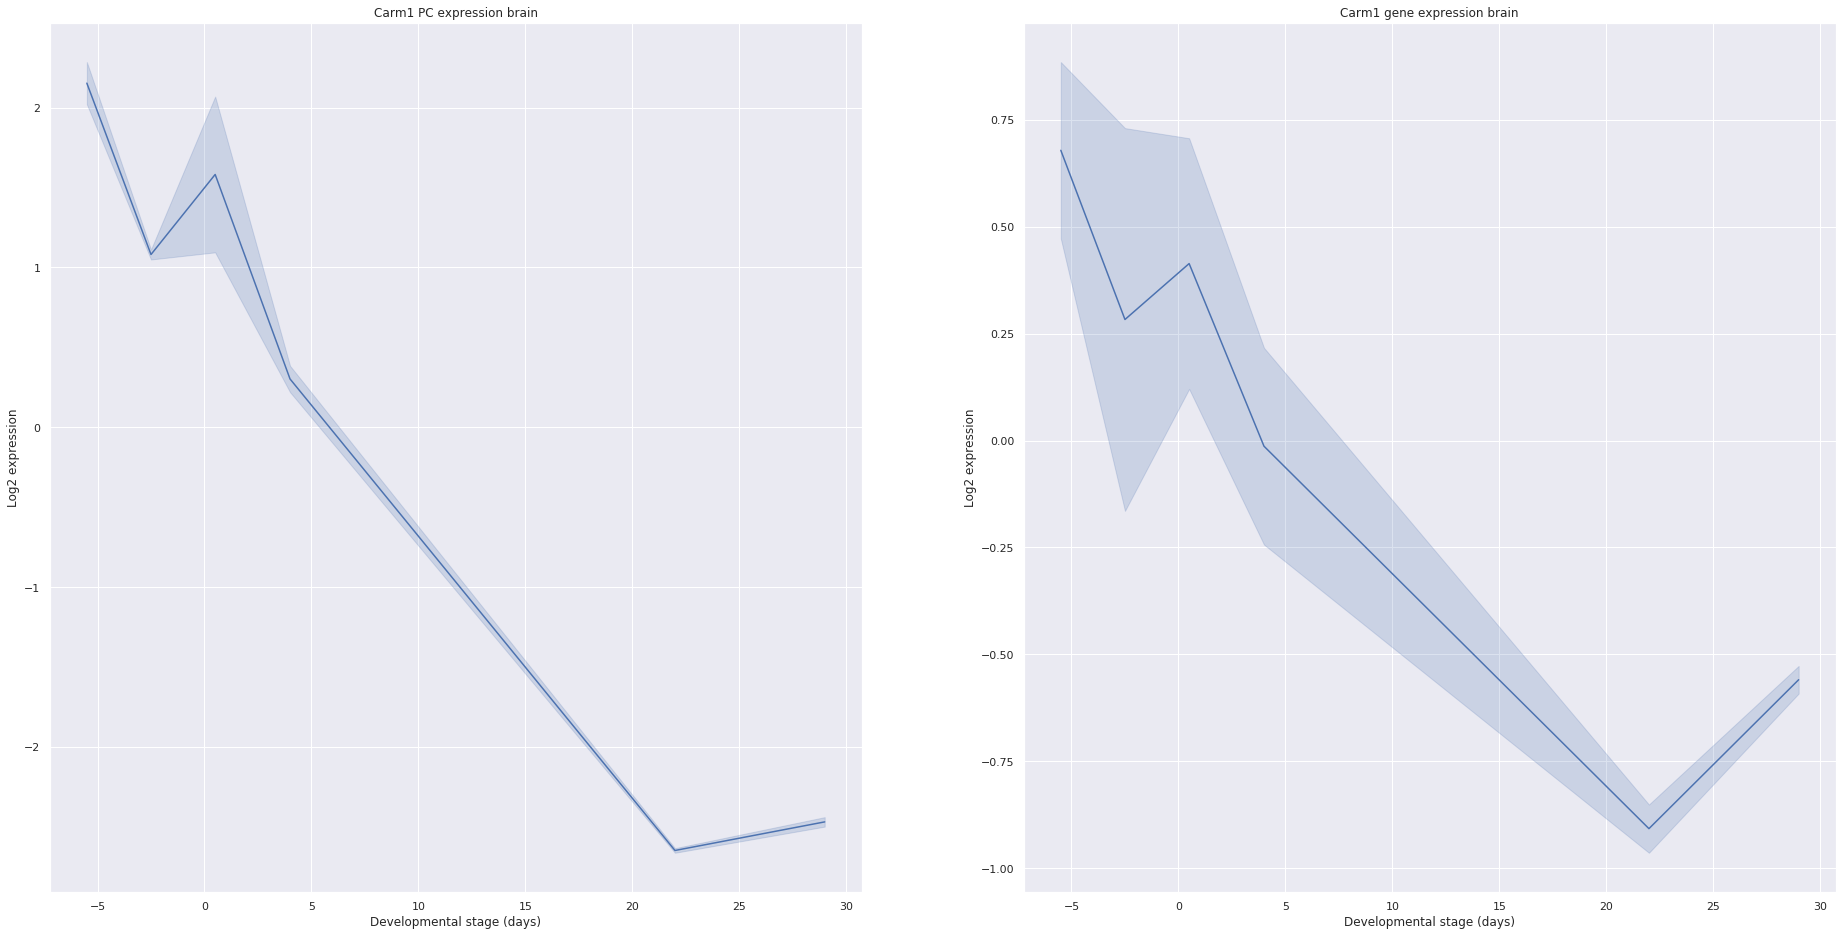 Carm1 PC expression brain
Log2 expression
2
1
0
−1
−2
−5 0 5 10 15 20 25 30
Developmental stage (days)
Carm1 gene expression brain
Log2 expression
0.75
0.50
0.25
0.00
−0.25
−0.50
−0.75
−1.00
−5 0 5 10 15 20 25 30
Developmental stage (days)